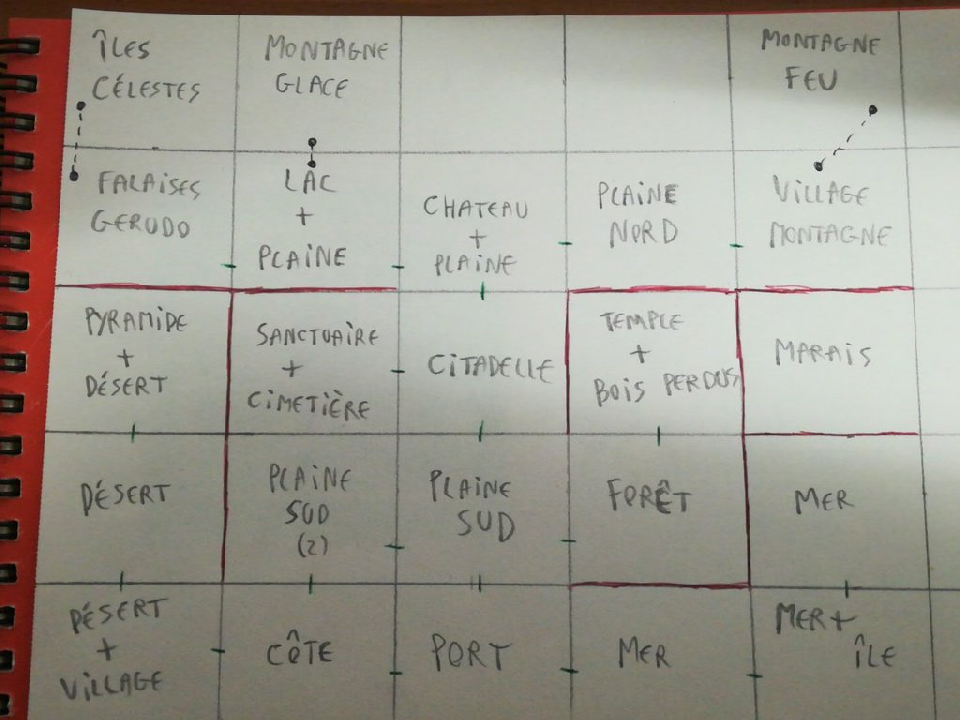 ÎLES
CÉLESTES
MONTAGNE
GLACE
MONTAGNE
FEU
FALAISES
GERUDO
LAC
+
PLAINE
CHATEAU
+
PLAINE
PLAINE
NORD
VILLAGE
MONTAGNE
PYRAMIDE
+
DÉSERT
SANCTUAIRE
+
CIMETIÈRE
CITADELLE
TEMPLE
+
BOIS PERDUS
MARAIS
DÉSERT
PLAINE
SUD
(2)
PLAINE
SUD
FORÊT
MER
DÉSERT
+
VILLAGE
CÔTE
PORT
MER
MER +
ÎLE